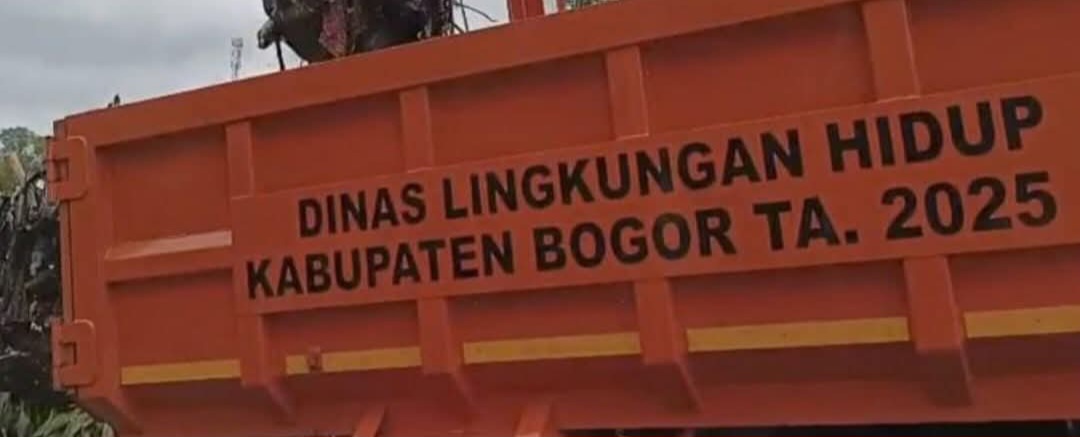 DINAS LINGKUNGAN HIDUP
KABUPATEN BOGOR TA. 2025